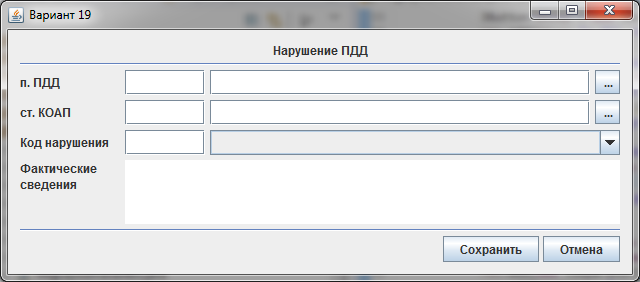 Вариант 19
Нарушение ПДД
п. ПДД
...
ст. КОАП
...
Код нарушения
Фактические
сведения
Сохранить
Отмена